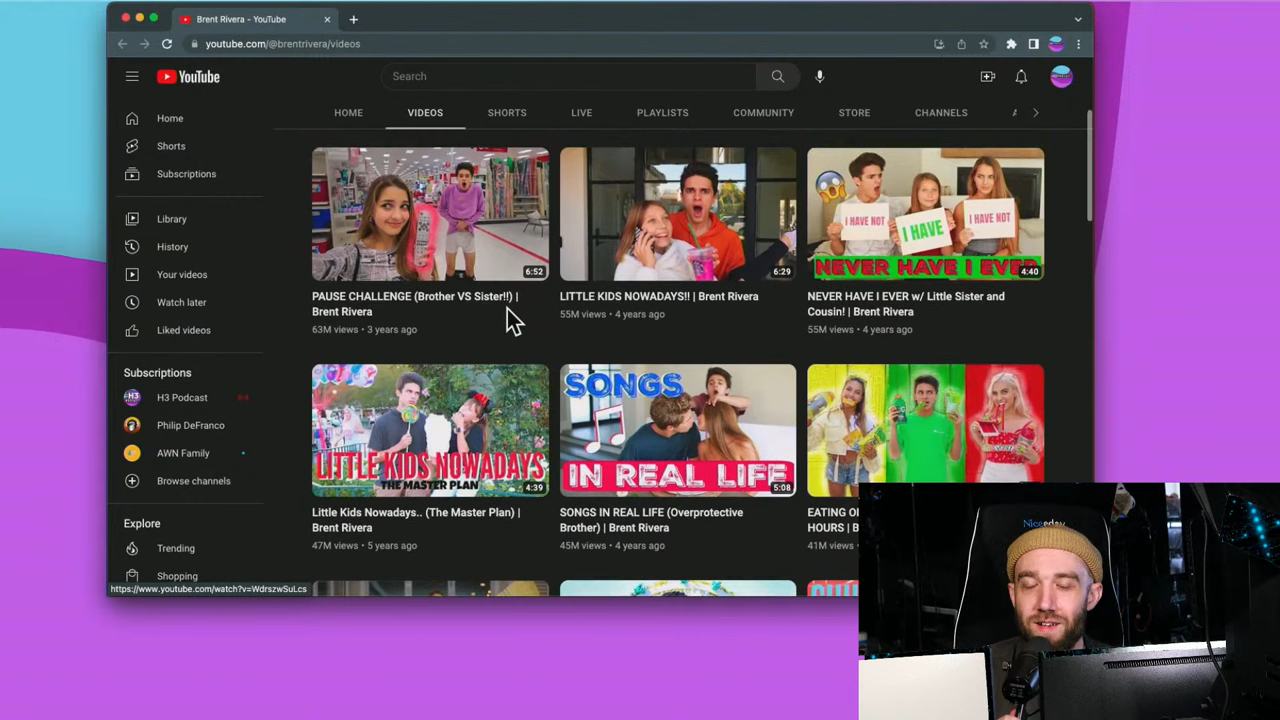 Brent Rivera - YouTube
youtube.com/@brentrivera/videos
YouTube
Search
HOME
VIDEOS
SHORTS
LIVE
PLAYLISTS
COMMUNITY
STORE
CHANNELS
Home
Shorts
Subscriptions
Library
History
Your videos
Watch later
Liked videos
Subscriptions
H3 Podcast
Philip DeFranco
AWN Family
Browse channels
Explore
Trending
Shopping
https://www.youtube.com/watch?v=WdrszwSuLcs
6:52
PAUSE CHALLENGE (Brother VS Sister!!) |
Brent Rivera
63M views • 3 years ago
6:29
LITTLE KIDS NOWADAYS!! | Brent Rivera
55M views • 4 years ago
I HAVE NOT
I HAVE
I HAVE NOT
NEVER HAVE I EVER
4:40
NEVER HAVE I EVER w/ Little Sister and
Cousin! | Brent Rivera
55M views • 4 years ago
LITTLE KIDS NOWADAYS
THE MASTER PLAN
4:39
Little Kids Nowadays.. (The Master Plan) |
Brent Rivera
47M views • 5 years ago
SONGS
IN REAL LIFE
5:08
SONGS IN REAL LIFE (Overprotective
Brother) | Brent Rivera
45M views • 4 years ago
EATING
HOURS | B
41M views